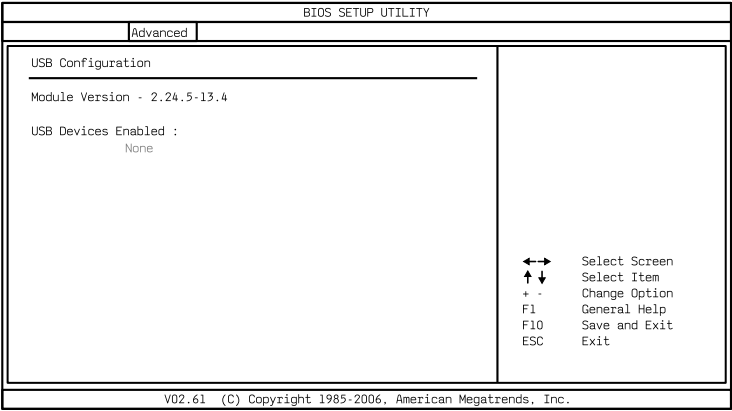 BIOS SETUP UTILITY
Advanced
USB Configuration
Module Version - 2.24.5-13.4
USB Devices Enabled :
None
←→ Select Screen
↑↓ Select Item
+ - Change Option
F1 General Help
F10 Save and Exit
ESC Exit
V02.61 (C) Copyright 1985-2006, American Megatrends, Inc.